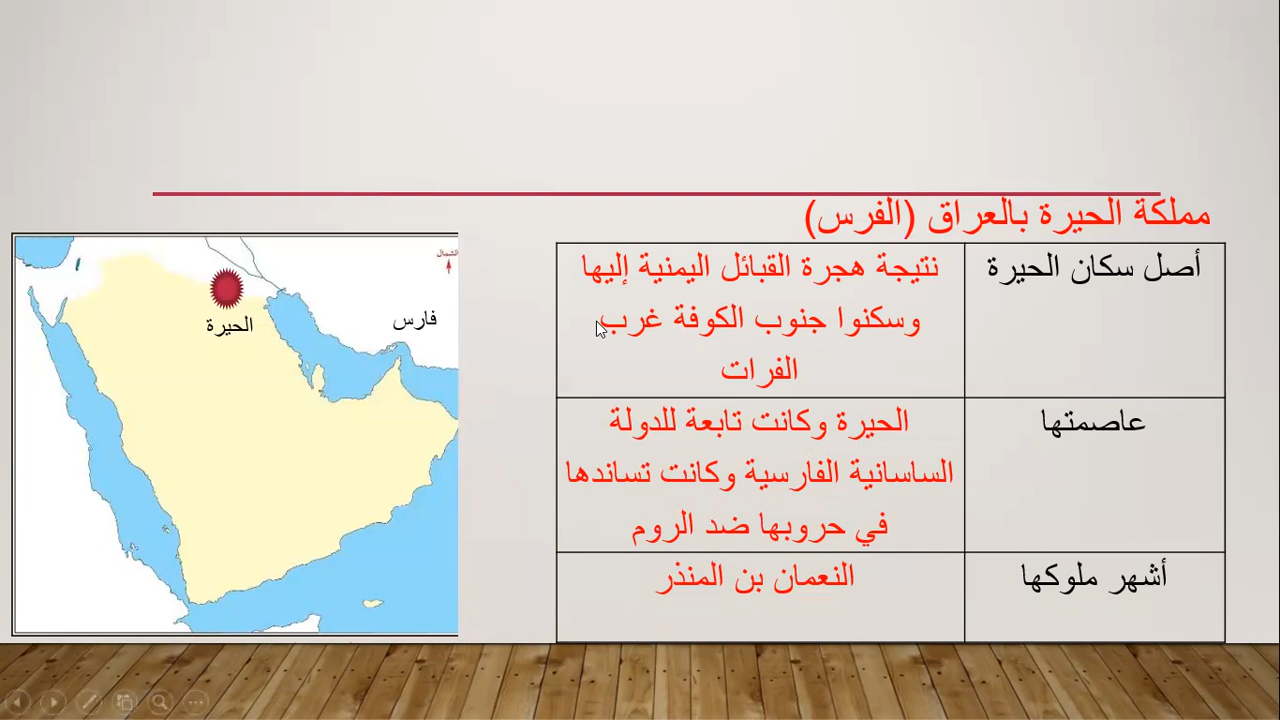 مملكة الحيرة بالعراق (الفرس)
أصل سكان الحيرة
نتيجة هجرة القبائل اليمنية إليها
وسكنوا جنوب الكوفة غرب
الفرات
عاصمتها
الحيرة وكانت تابعة للدولة
الساسانية الفارسية وكانت تساندها
في حروبها ضد الروم
أشهر ملوكها
النعمان بن المنذر
الشمال
فارس
الحيرة